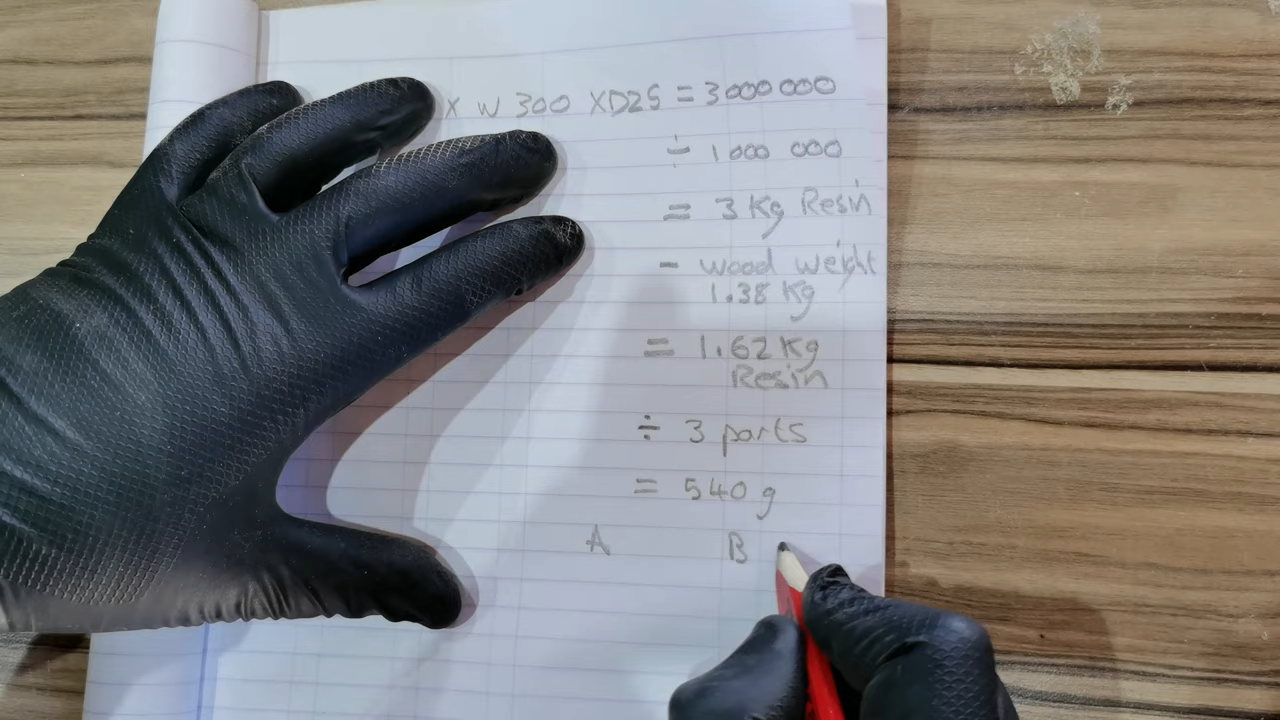 X W 300 X D25 = 3000 000
÷ 1000 000
= 3 Kg Resin
- wood weight
1.38 Kg
= 1.62 Kg
Resin
÷ 3 parts
= 540 g
A B